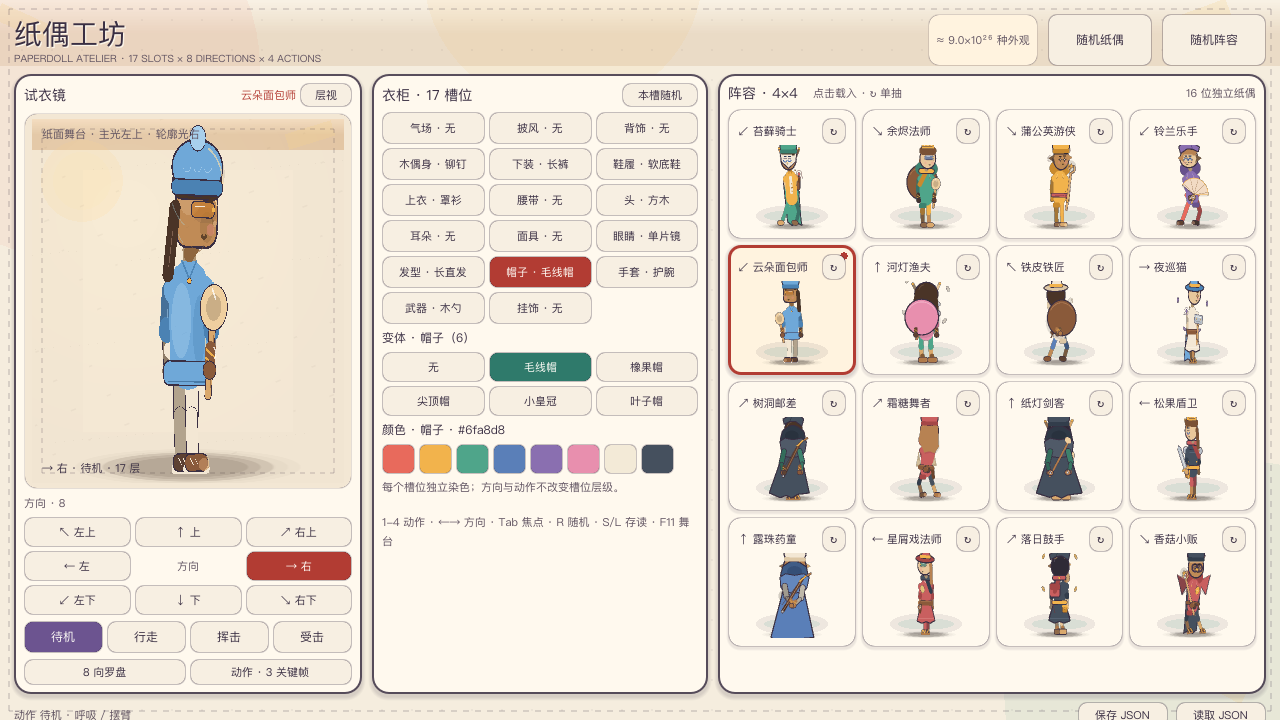 纸偶工坊
PAPERDOLL ATELIER · 17 SLOTS × 8 DIRECTIONS × 4 ACTIONS
≈ 9.0×10²⁶ 种外观
随机纸偶
随机阵容
试衣镜
云朵面包师
层视
纸面舞台 · 主光左上 · 轮廓光右
→ 右 · 待机 · 17 层
方向 · 8
↖ 左上
↑ 上
↗ 右上
← 左
方向
→ 右
↙ 左下
↓ 下
↘ 右下
待机
行走
挥击
受击
8 向罗盘
动作 · 3 关键帧
衣柜 · 17 槽位
本槽随机
气场 · 无
披风 · 无
背饰 · 无
木偶身 · 铆钉
下装 · 长裤
鞋履 · 软底鞋
上衣 · 罩衫
腰带 · 无
头 · 方木
耳朵 · 无
面具 · 无
眼睛 · 单片镜
发型 · 长直发
帽子 · 毛线帽
手套 · 护腕
武器 · 木勺
挂饰 · 无
变体 · 帽子（6）
无
毛线帽
橡果帽
尖顶帽
小皇冠
叶子帽
颜色 · 帽子 · #6fa8d8
每个槽位独立染色；方向与动作不改变槽位层级。
1–4 动作 · ←→ 方向 · Tab 焦点 · R 随机 · S/L 存读 · F11 舞
台
阵容 · 4×4
点击载入 · ↻ 单抽
16 位独立纸偶
↙ 苔藓骑士 ↻
↘ 余烬法师 ↻
↘ 蒲公英游侠 ↻
↙ 铃兰乐手 ↻
↙ 云朵面包师 ↻
↑ 河灯渔夫 ↻
↖ 铁皮铁匠 ↻
→ 夜巡猫 ↻
↗ 树洞邮差 ↻
↗ 霜糖舞者 ↻
↑ 纸灯剑客 ↻
← 松果盾卫 ↻
↑ 露珠药童 ↻
← 星屑戏法师 ↻
↗ 落日鼓手 ↻
↘ 香菇小贩 ↻
动作 待机 · 呼吸 / 摆臂
保存 JSON
读取 JSON